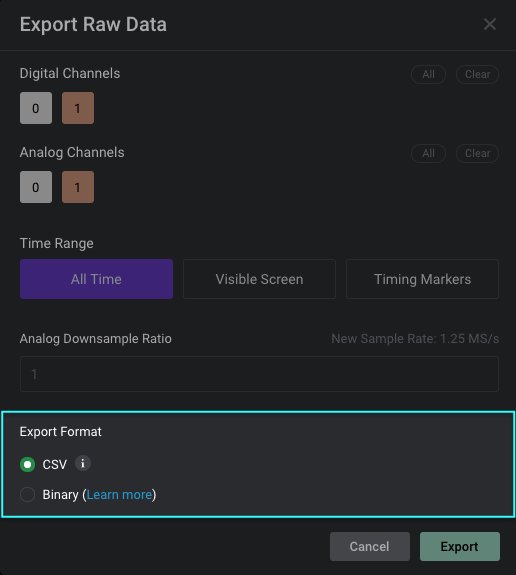 Export Raw Data
Digital Channels All Clear
0 1
Analog Channels All Clear
0 1
Time Range
All Time Visible Screen Timing Markers
Analog Downsample Ratio New Sample Rate: 1.25 MS/s
1
Export Format
CSV i
Binary (Learn more)
Cancel Export